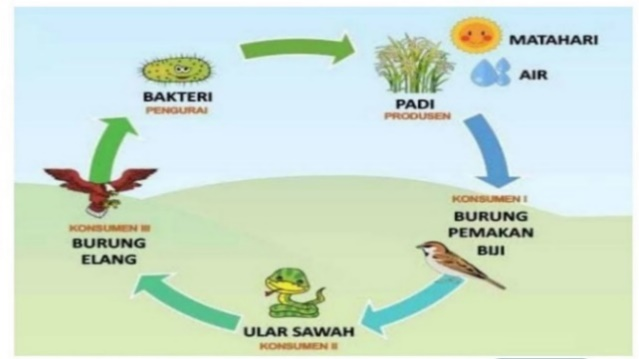 MATAHARI
AIR
BAKTERI
PENGURAI
PADI
PRODUSEN
KONSUMEN I
BURUNG
PEMAKAN
BIJI
KONSUMEN III
BURUNG
ELANG
ULAR SAWAH
KONSUMEN II